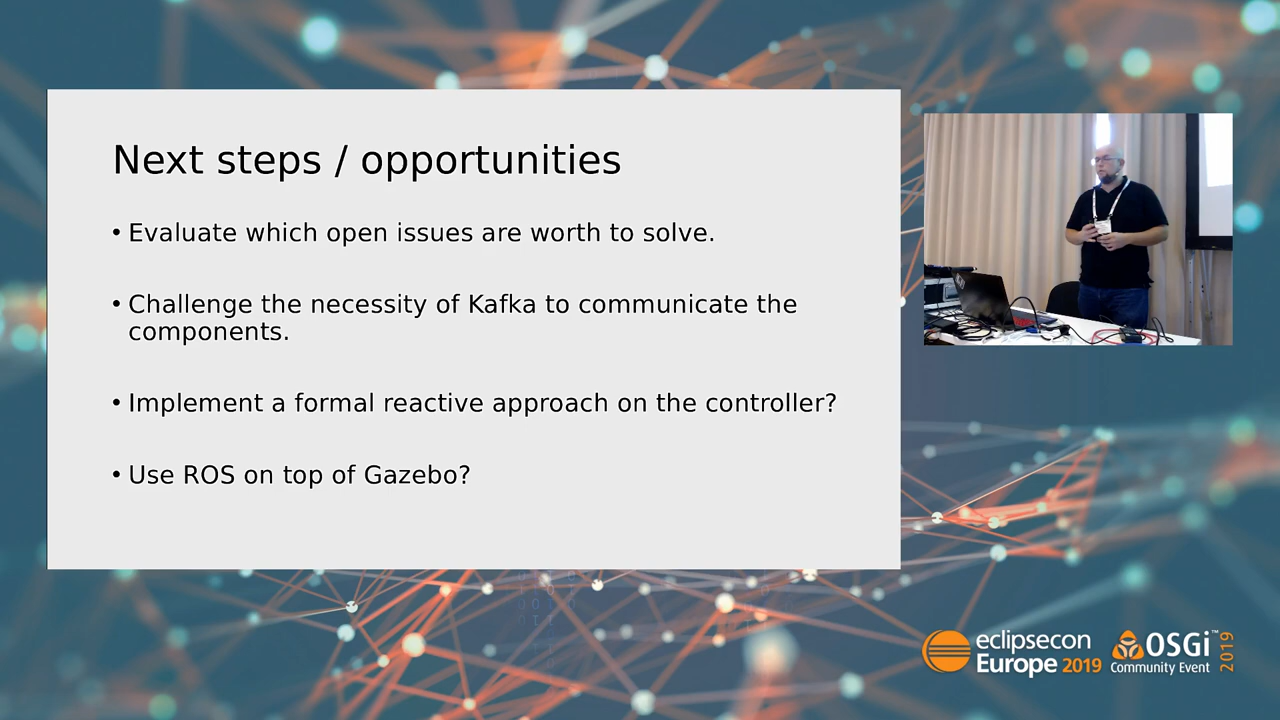 Next steps / opportunities
• Evaluate which open issues are worth to solve.
• Challenge the necessity of Kafka to communicate the
components.
• Implement a formal reactive approach on the controller?
• Use ROS on top of Gazebo?
eclipsecon
Europe 2019
OSGi™
Community Event
2019